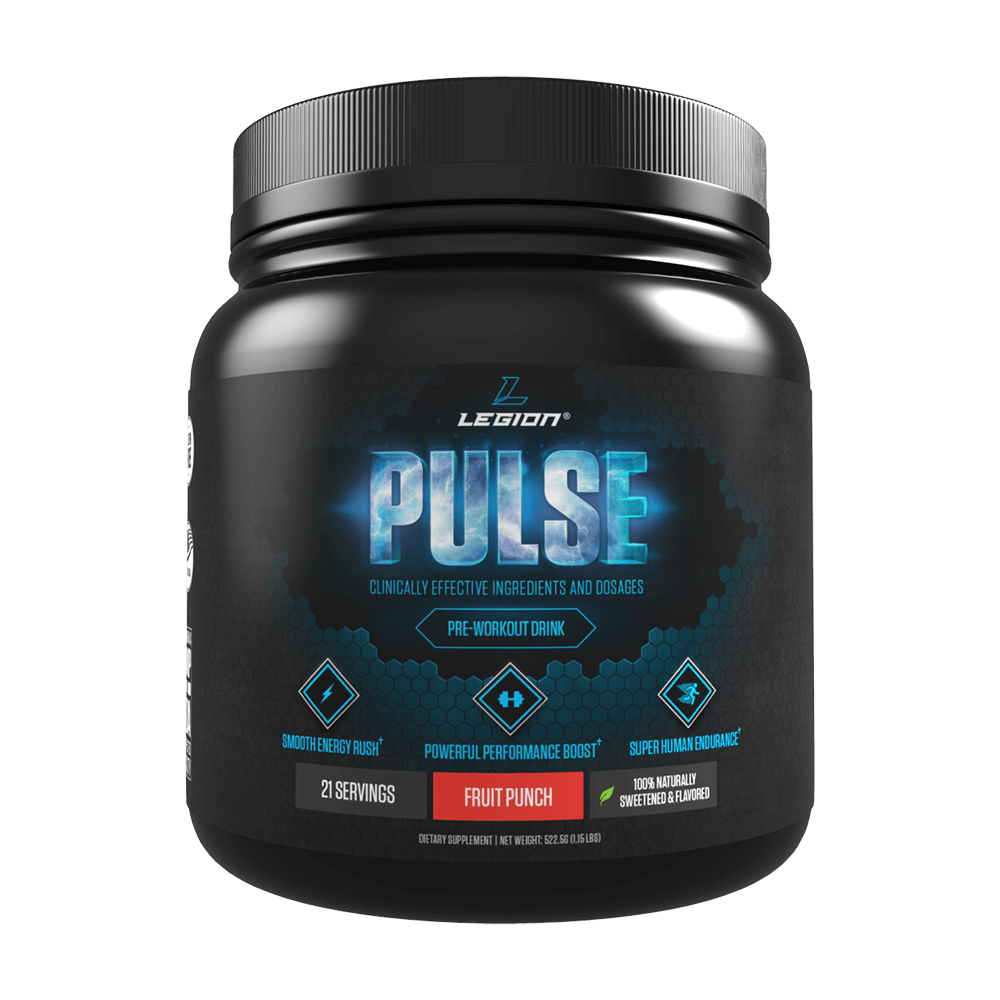 LEGION®
PULSE
CLINICALLY EFFECTIVE INGREDIENTS AND DOSAGES
PRE-WORKOUT DRINK
SMOOTH ENERGY RUSH†
POWERFUL PERFORMANCE BOOST†
SUPER HUMAN ENDURANCE†
21 SERVINGS
FRUIT PUNCH
100% NATURALLY
SWEETENED & FLAVORED
DIETARY SUPPLEMENT | NET WEIGHT: 522.5G (1.15 LBS)